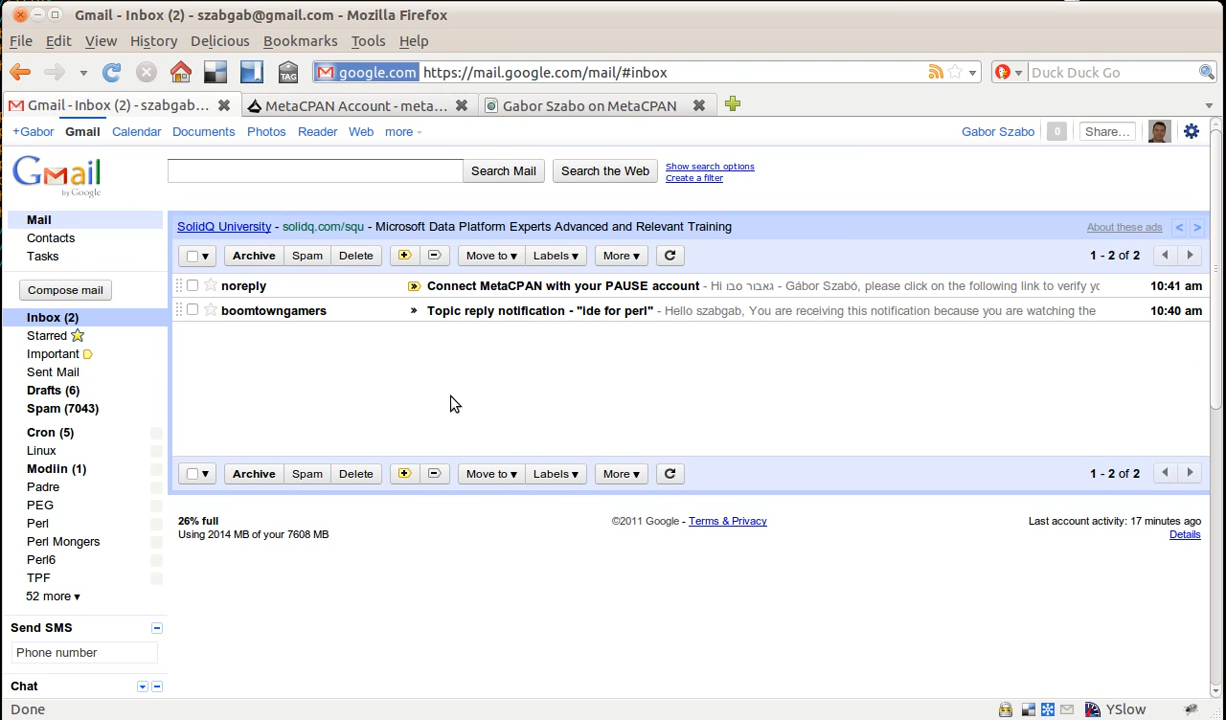 Gmail - Inbox (2) - szabgab@gmail.com - Mozilla Firefox
File Edit View History Delicious Bookmarks Tools Help
TAG google.com https://mail.google.com/mail/#inbox Duck Duck Go
Gmail - Inbox (2) - szabgab... MetaCPAN Account - meta... Gabor Szabo on MetaCPAN
+Gabor Gmail Calendar Documents Photos Reader Web more Gabor Szabo 0 Share...
Gmail by Google
Search Mail Search the Web Show search options
Create a filter
Mail
Contacts
Tasks
Compose mail
Inbox (2)
Starred
Important
Sent Mail
Drafts (6)
Spam (7043)
Cron (5)
Linux
Modiin (1)
Padre
PEG
Perl
Perl Mongers
Perl6
TPF
52 more
Send SMS
Phone number
Chat
SolidQ University - solidq.com/squ - Microsoft Data Platform Experts Advanced and Relevant Training About these ads < >
Archive Spam Delete Move to Labels More 1 - 2 of 2
noreply » Connect MetaCPAN with your PAUSE account - Hi גאבור סבו - Gábor Szabó, please click on the following link to verify yc 10:41 am
boomtowngamers » Topic reply notification - "ide for perl" - Hello szabgab, You are receiving this notification because you are watching the 10:40 am
Archive Spam Delete Move to Labels More 1 - 2 of 2
26% full
Using 2014 MB of your 7608 MB
©2011 Google - Terms & Privacy
Last account activity: 17 minutes ago
Details
Done YSlow